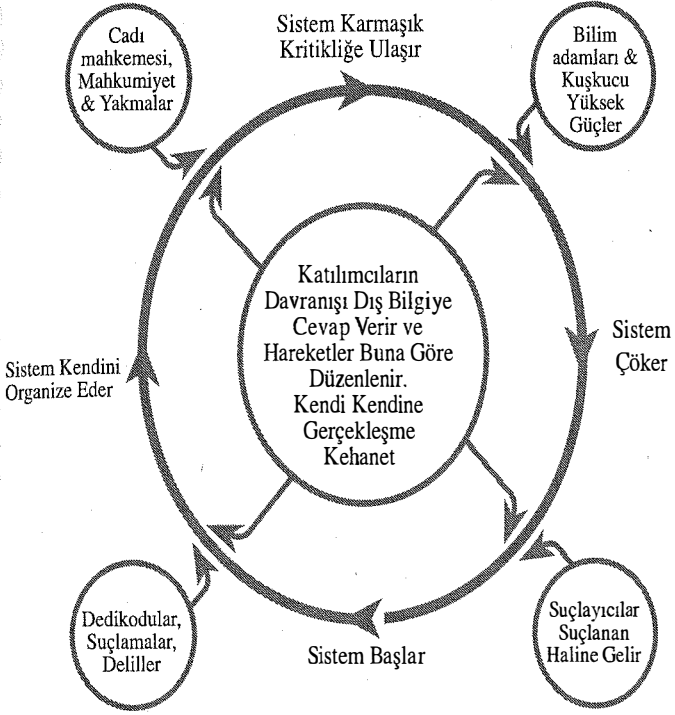 Cadı
mahkemesi,
Mahkumiyet
& Yakmalar
Sistem Karmaşık
Kritikliğe Ulaşır
Bilim
adamları &
Kuşkucu
Yüksek
Güçler
Katılımcıların
Davranışı Dış Bilgiye
Cevap Verir ve
Hareketler Buna Göre
Düzenlenir.
Kendi Kendine
Gerçekleşme
Kehanet
Sistem
Çöker
Sistem Kendini
Organize Eder
Dedikodular,
Suçlamalar,
Deliller
Sistem Başlar
Suçlayıcılar
Suçlanan
Haline Gelir